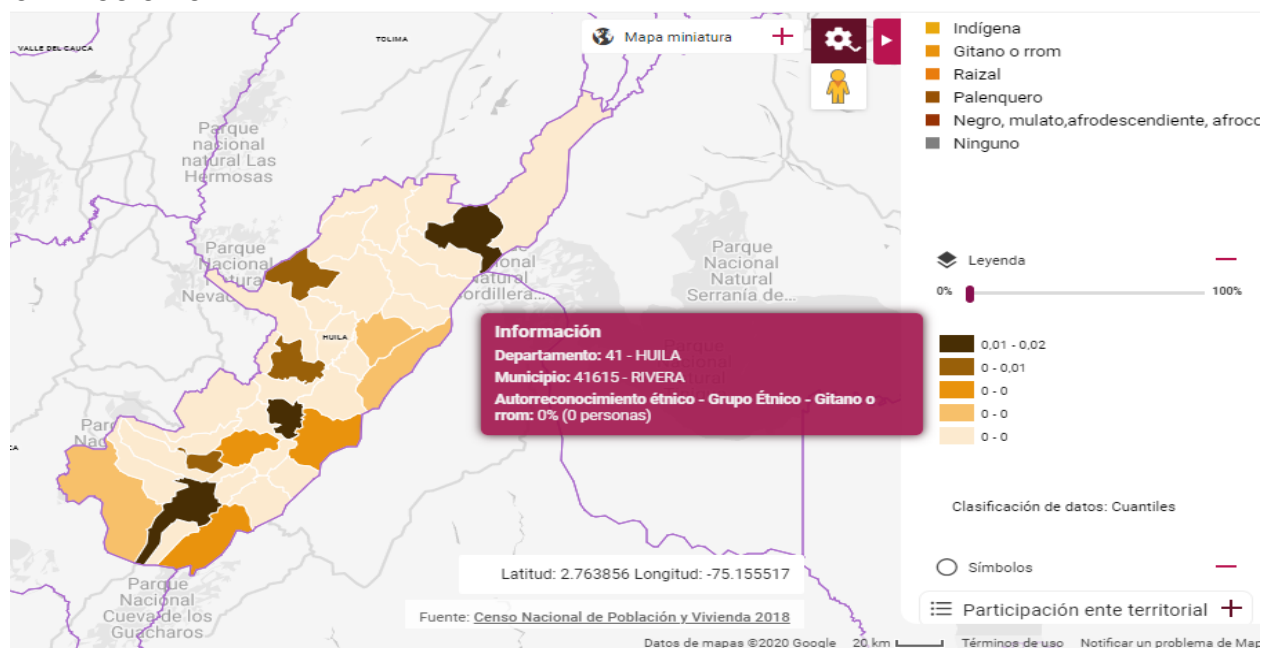 VALLE DEL CAUCA
TOLIMA
Mapa miniatura
Parque
nacional
natural Las
Hermosas
Parque
Nacional
Parque
Nacional
Natural
Serranía de...
HUILA
Información
Departamento: 41 - HUILA
Municipio: 41615 - RIVERA
Autorreconocimiento étnico - Grupo Étnico - Gitano o
rrom: 0% (0 personas)
Parque
Nacional
Cueva de los
Guacharos
Latitud: 2.763856 Longitud: -75.155517
Fuente: Censo Nacional de Población y Vivienda 2018
Datos de mapas ©2020 Google
20 km
Términos de uso
Notificar un problema de Map
Indígena
Gitano o rrom
Raizal
Palenquero
Negro, mulato,afrodescendiente, afrocc
Ninguno
Leyenda
0%
100%
0,01 - 0,02
0 - 0,01
0 - 0
0 - 0
0 - 0
Clasificación de datos: Cuantiles
Símbolos
Participación ente territorial